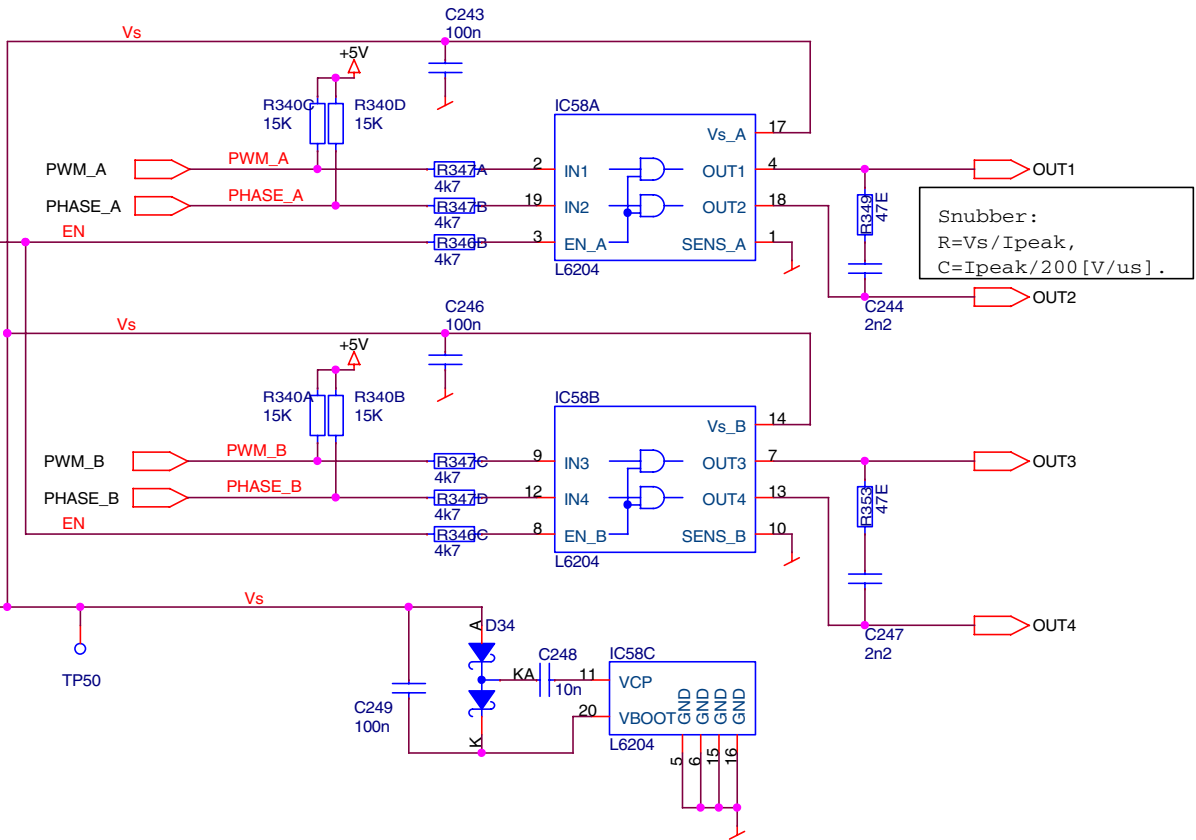 C243
100n
Vs
+5V
R340C
15K
R340D
15K
IC58A
Vs_A
17
PWM_A
PWM_A
R347A
4k7
2
IN1
OUT1
4
OUT1
PHASE_A
PHASE_A
R347B
4k7
19
IN2
OUT2
18
R349
47E
EN
R346B
4k7
3
EN_A
SENS_A
1
L6204
Snubber:
R=Vs/Ipeak,
C=Ipeak/200[V/us].
OUT2
C244
2n2
C246
100n
Vs
+5V
R340A
15K
R340B
15K
IC58B
Vs_B
14
PWM_B
PWM_B
R347C
4k7
9
IN3
OUT3
7
OUT3
PHASE_B
PHASE_B
R347D
4k7
12
IN4
OUT4
13
R353
47E
EN
R346C
4k7
8
EN_B
SENS_B
10
L6204
Vs
A
D34
OUT4
C247
2n2
TP50
C248
KA
10n
11
IC58C
VCP
C249
100n
20
VBOOT
GND
GND
GND
GND
K
L6204
5
6
15
16